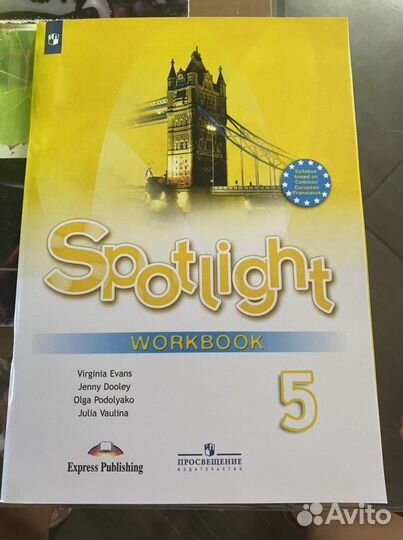 Syllabus
based on
Common
European
Framework
Spotlight
WORKBOOK
Virginia Evans
Jenny Dooley
Olga Podolyako
Julia Vaulina
5
Express Publishing
ПРОСВЕЩЕНИЕ
ИЗДАТЕЛЬСТВО
Avito